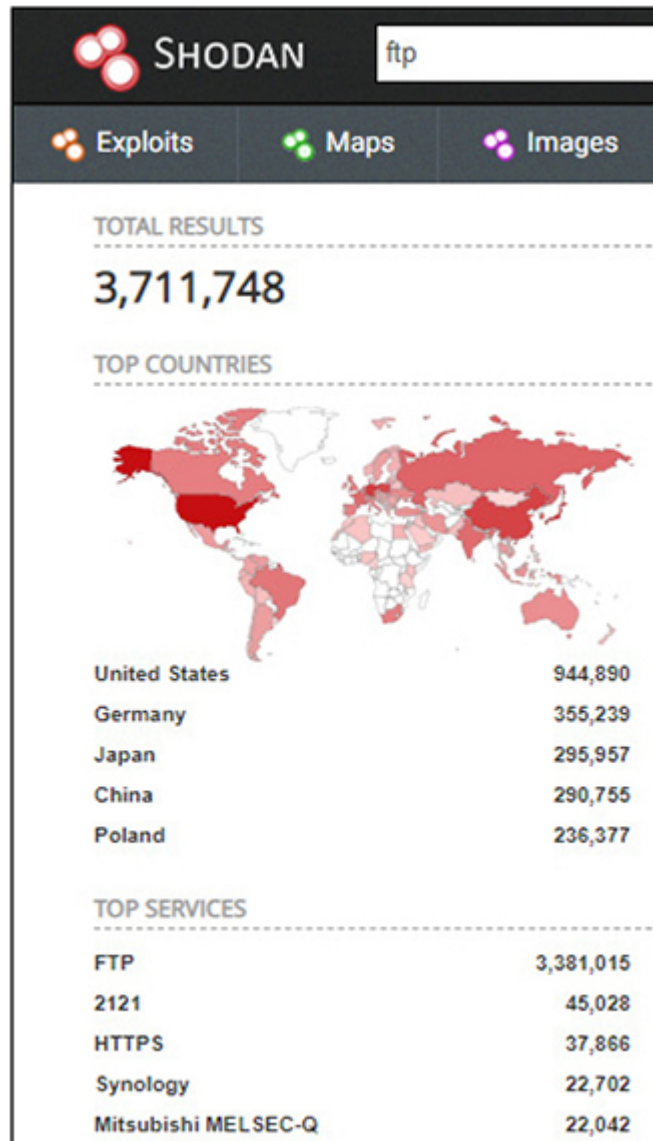 SHODAN ftp
Exploits Maps Images
TOTAL RESULTS
3,711,748
TOP COUNTRIES
United States 944,890
Germany 355,239
Japan 295,957
China 290,755
Poland 236,377
TOP SERVICES
FTP 3,381,015
2121 45,028
HTTPS 37,866
Synology 22,702
Mitsubishi MELSEC-Q 22,042